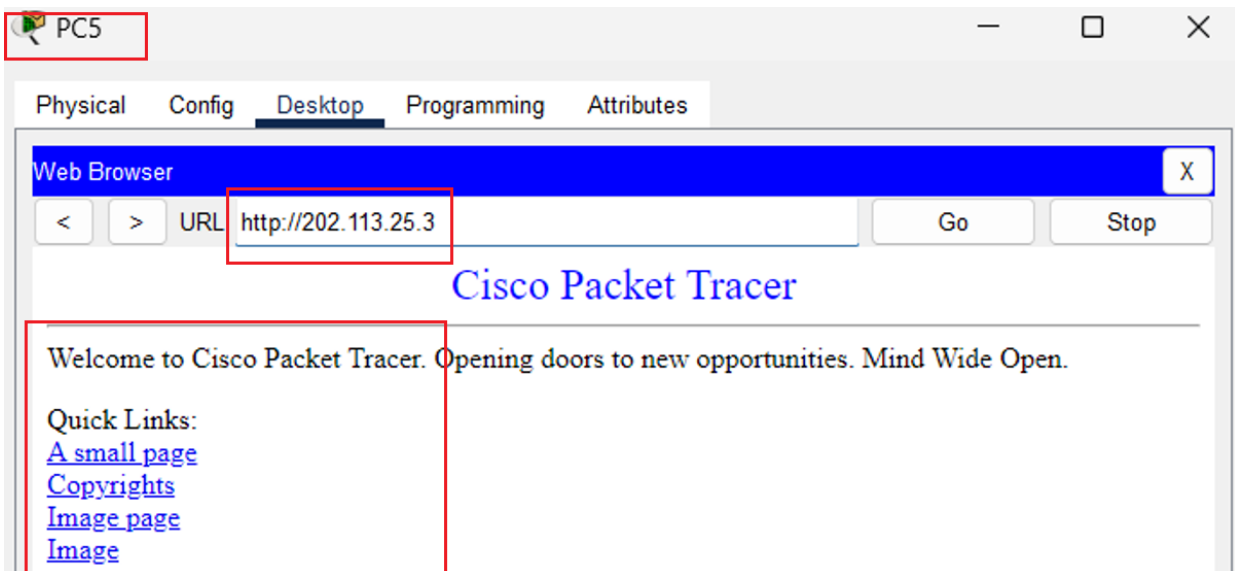 PC5
Physical Config Desktop Programming Attributes
Web Browser X
< > URL http://202.113.25.3 Go Stop
Cisco Packet Tracer
Welcome to Cisco Packet Tracer. Opening doors to new opportunities. Mind Wide Open.
Quick Links:
A small page
Copyrights
Image page
Image